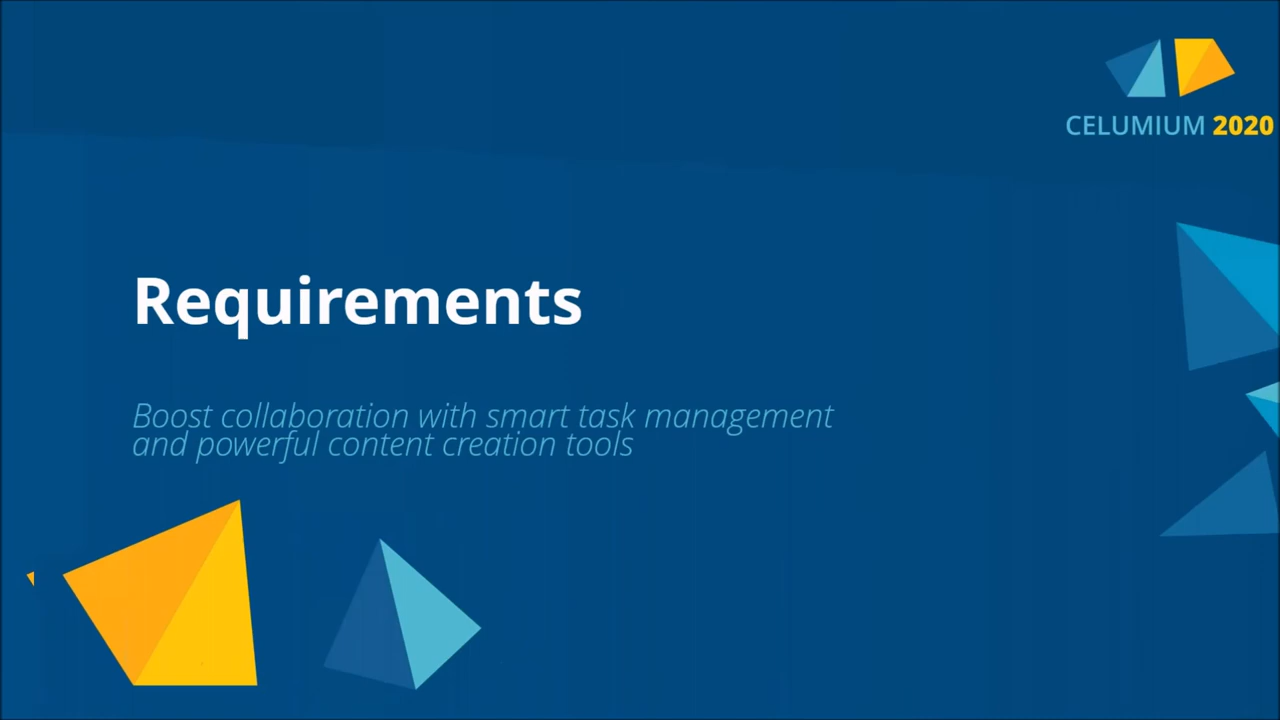 CELUMIUM 2020
Requirements
Boost collaboration with smart task management
and powerful content creation tools